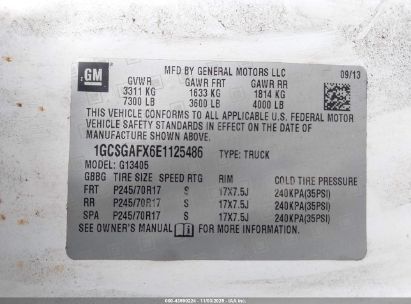 GM
MFD BY GENERAL MOTORS LLC
09/13
GVWR GAWR FRT GAWR RR
3311 KG 1633 KG 1814 KG
7300 LB 3600 LB 4000 LB
THIS VEHICLE CONFORMS TO ALL APPLICABLE U.S. FEDERAL MOTOR
VEHICLE SAFETY STANDARDS IN EFFECT ON THE DATE OF
MANUFACTURE SHOWN ABOVE.
1GCSGAFX6E1125486 TYPE: TRUCK
MODEL: G13405
GBBG TIRE SIZE SPEED RTG RIM COLD TIRE PRESSURE
FRT P245/70R17 S 17X7.5J 240KPA(35PSI)
RR P245/70R17 S 17X7.5J 240KPA(35PSI)
SPA P245/70R17 S 17X7.5J 240KPA(35PSI)
SEE OWNER'S MANUAL FOR MORE INFORMATION.